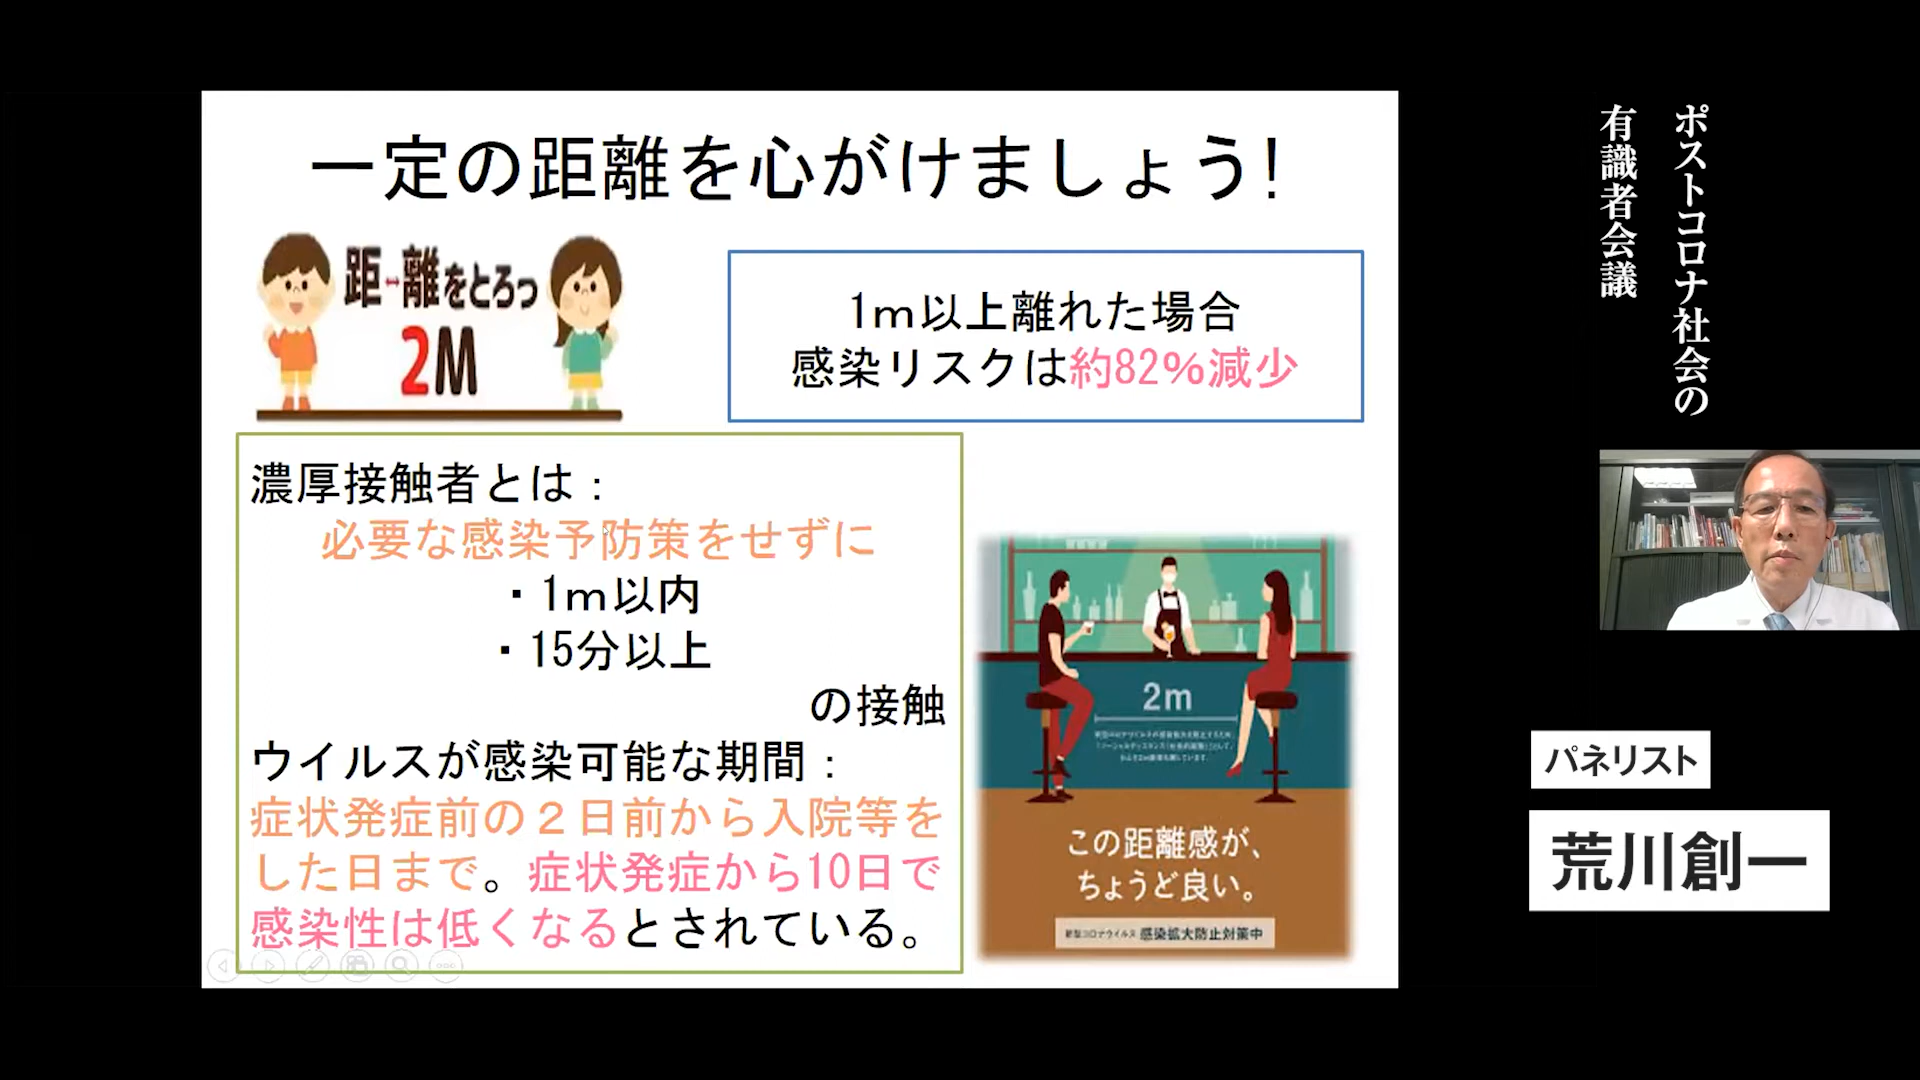 一定の距離を心がけましょう!
距↔離をとろっ
2M
1m以上離れた場合
感染リスクは約82%減少
濃厚接触者とは：
必要な感染予防策をせずに
・1m以内
・15分以上
の接触
ウイルスが感染可能な期間：
症状発症前の２日前から入院等を
した日まで。症状発症から10日で
感染性は低くなるとされている。
2m
この距離感が、
ちょうど良い。
新型コロナウイルス 感染拡大防止対策中
ポストコロナ社会の
有識者会議
パネリスト
荒川創一